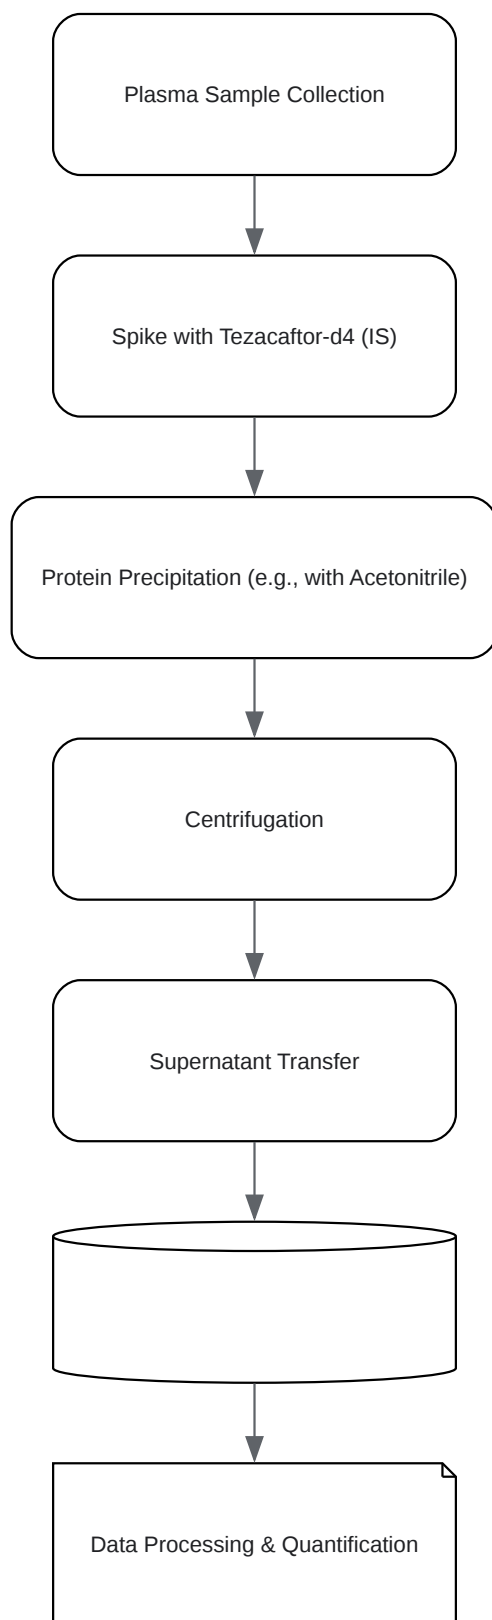 Plasma Sample Collection
Spike with Tezacaftor-d4 (IS)
Protein Precipitation (e.g., with Acetonitrile)
Centrifugation
Supernatant Transfer
Data Processing & Quantification